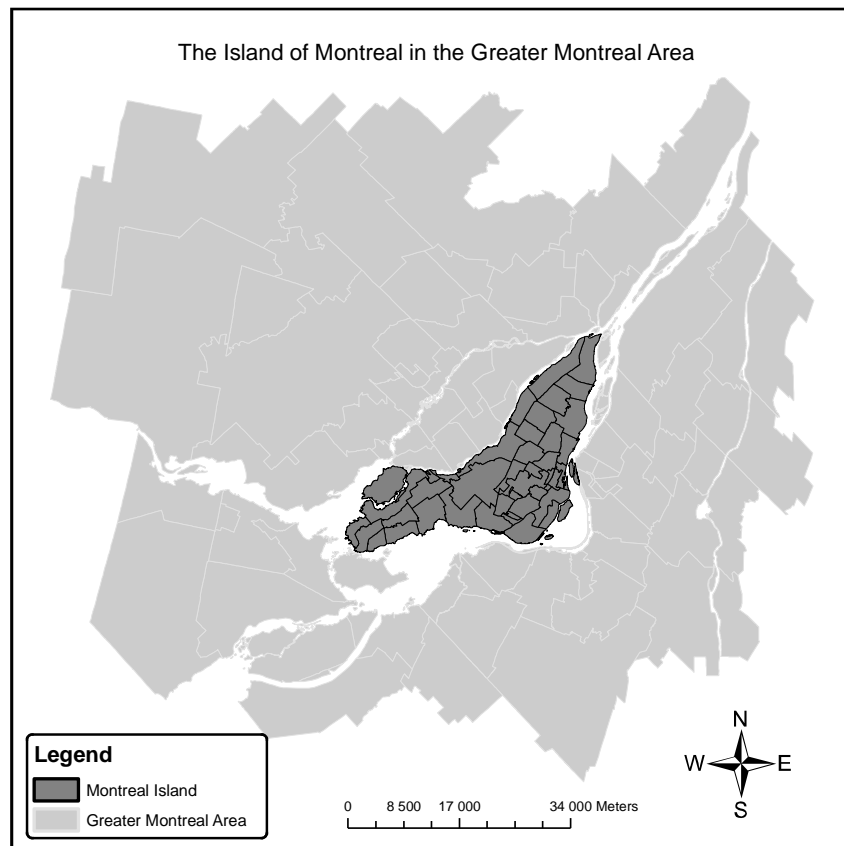 The Island of Montreal in the Greater Montreal Area
Legend
Montreal Island
Greater Montreal Area
0 8 500 17 000 34 000 Meters
N
W E
S